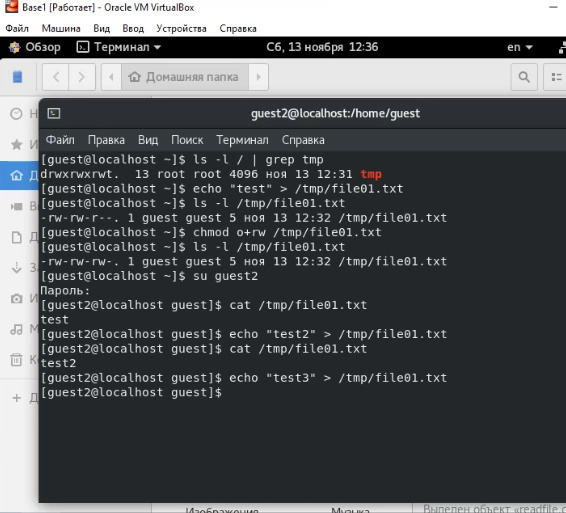 Base1 [Работает] - Oracle VM VirtualBox
Файл Машина Вид Ввод Устройства Справка
Обзор Терминал Сб, 13 ноября 12:36 en
Домашняя папка
guest2@localhost:/home/guest
Файл Правка Вид Поиск Терминал Справка
[guest@localhost ~]$ ls -l / | grep tmp
drwxrwxrwt. 13 root root 4096 ноя 13 12:31 tmp
[guest@localhost ~]$ echo "test" > /tmp/file01.txt
[guest@localhost ~]$ ls -l /tmp/file01.txt
-rw-rw-r--. 1 guest guest 5 ноя 13 12:32 /tmp/file01.txt
[guest@localhost ~]$ chmod o+rw /tmp/file01.txt
[guest@localhost ~]$ ls -l /tmp/file01.txt
-rw-rw-rw-. 1 guest guest 5 ноя 13 12:32 /tmp/file01.txt
[guest@localhost ~]$ su guest2
Пароль:
[guest2@localhost guest]$ cat /tmp/file01.txt
test
[guest2@localhost guest]$ echo "test2" > /tmp/file01.txt
[guest2@localhost guest]$ cat /tmp/file01.txt
test2
[guest2@localhost guest]$ echo "test3" > /tmp/file01.txt
[guest2@localhost guest]$
Изображения Музыка